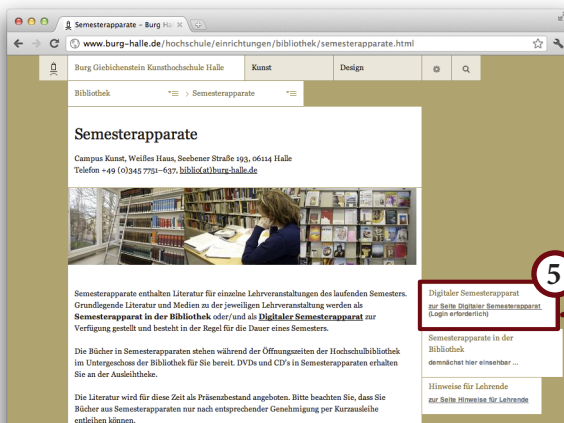 Semesterapparate – Burg Hal
www.burg-halle.de/hochschule/einrichtungen/bibliothek/semesterapparate.html
Burg Giebichenstein Kunsthochschule Halle
Kunst
Design
Bibliothek
> Semesterapparate
Semesterapparate
Campus Kunst, Weißes Haus, Seebener Straße 193, 06114 Halle
Telefon +49 (0)345 7751–637, biblio(at)burg-halle.de
Semesterapparate enthalten Literatur für einzelne Lehrveranstaltungen des laufenden Semesters.
Grundlegende Literatur und Medien zu der jeweiligen Lehrveranstaltung werden als
Semesterapparat in der Bibliothek oder/und als Digitaler Semesterapparat zur
Verfügung gestellt und besteht in der Regel für die Dauer eines Semesters.
Die Bücher in Semesterapparaten stehen während der Öffnungszeiten der Hochschulbibliothek
im Untergeschoss der Bibliothek für Sie bereit. DVDs und CD's in Semesterapparaten erhalten
Sie an der Ausleihtheke.
Die Literatur wird für diese Zeit als Präsenzbestand angeboten. Bitte beachten Sie, dass Sie
Bücher aus Semesterapparaten nur nach entsprechender Genehmigung per Kurzausleihe
entleihen können.
5
Digitaler Semesterapparat
zur Seite Digitaler Semesterapparat
(Login erforderlich)
Semesterapparate in der
Bibliothek
demnächst hier einsehbar ...
Hinweise für Lehrende
zur Seite Hinweise für Lehrende